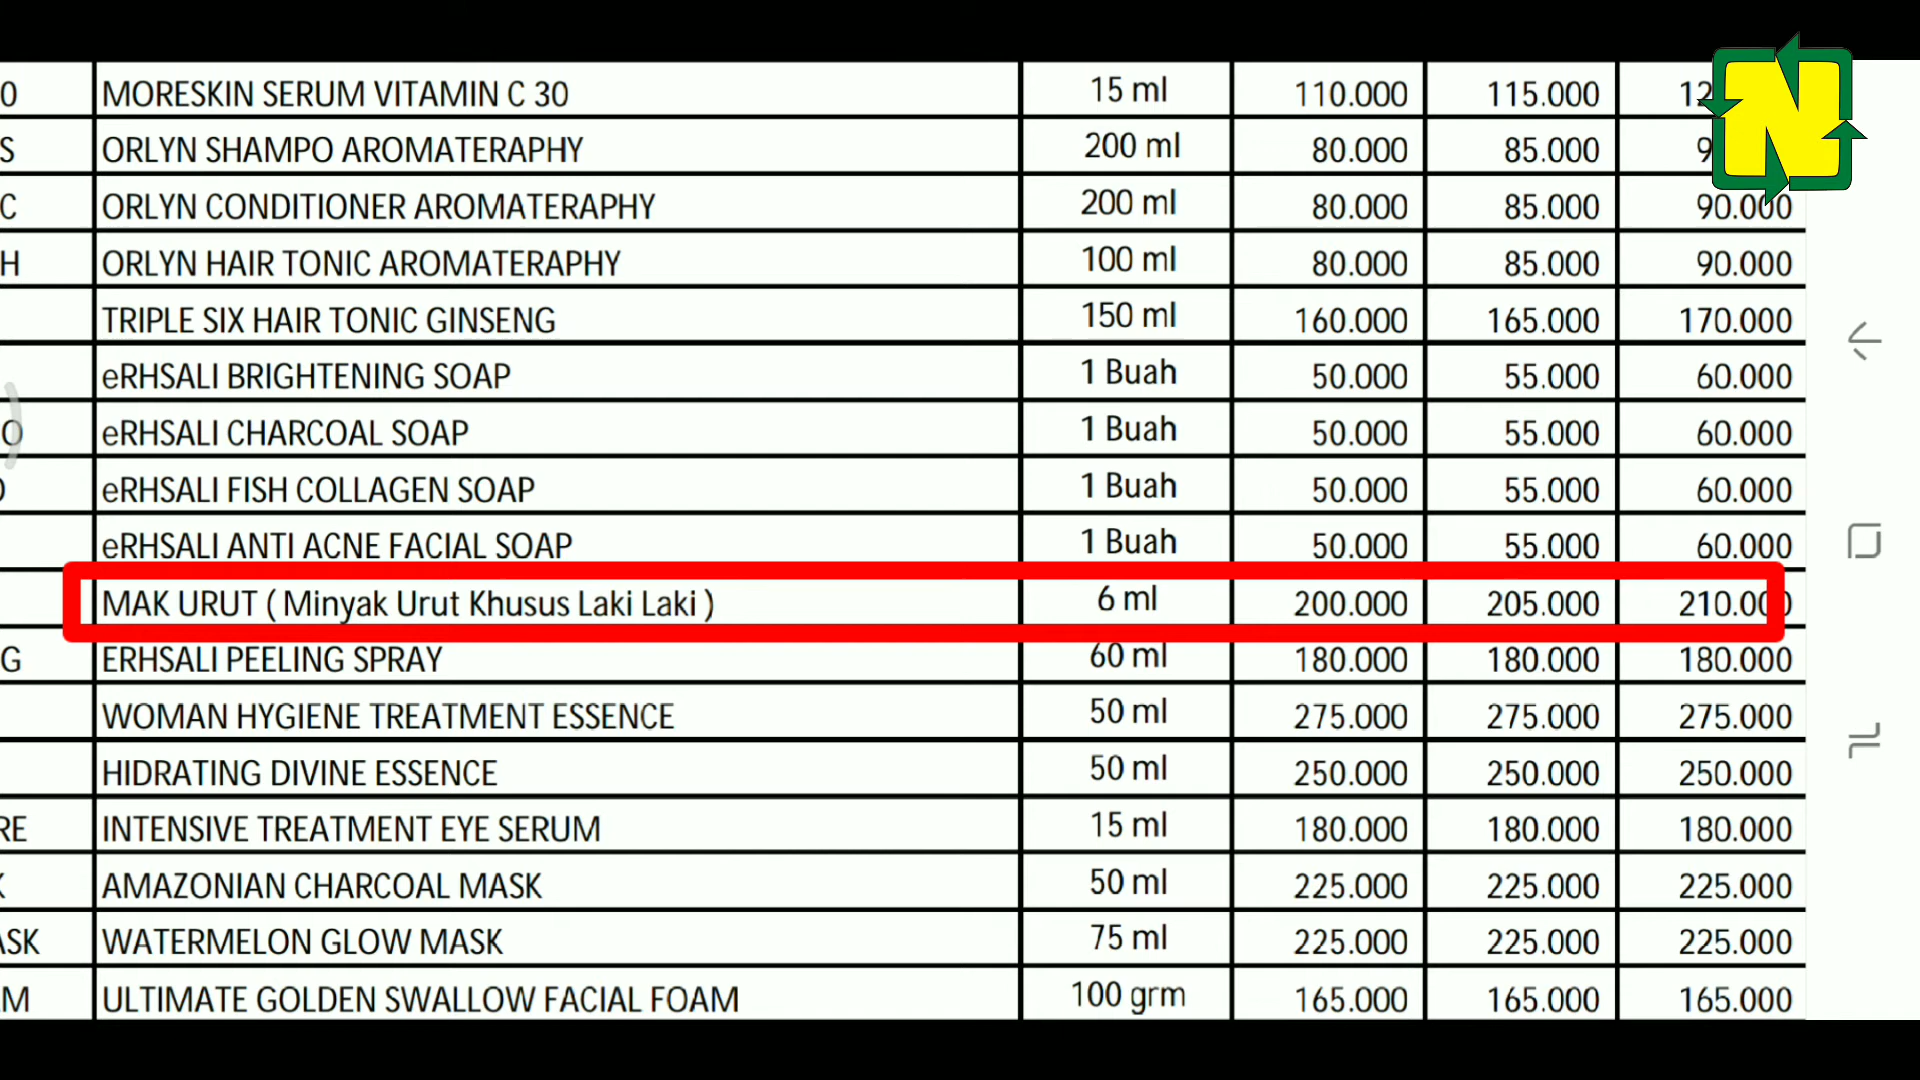 0 MORESKIN SERUM VITAMIN C 30 15 ml 110.000 115.000
S ORLYN SHAMPO AROMATERAPHY 200 ml 80.000 85.000
C ORLYN CONDITIONER AROMATERAPHY 200 ml 80.000 85.000 90.000
H ORLYN HAIR TONIC AROMATERAPHY 100 ml 80.000 85.000 90.000
TRIPLE SIX HAIR TONIC GINSENG 150 ml 160.000 165.000 170.000
eRHSALI BRIGHTENING SOAP 1 Buah 50.000 55.000 60.000
O eRHSALI CHARCOAL SOAP 1 Buah 50.000 55.000 60.000
eRHSALI FISH COLLAGEN SOAP 1 Buah 50.000 55.000 60.000
eRHSALI ANTI ACNE FACIAL SOAP 1 Buah 50.000 55.000 60.000
MAK URUT ( Minyak Urut Khusus Laki Laki ) 6 ml 200.000 205.000 210.000
G ERHSALI PEELING SPRAY 60 ml 180.000 180.000 180.000
WOMAN HYGIENE TREATMENT ESSENCE 50 ml 275.000 275.000 275.000
HIDRATING DIVINE ESSENCE 50 ml 250.000 250.000 250.000
RE INTENSIVE TREATMENT EYE SERUM 15 ml 180.000 180.000 180.000
AMAZONIAN CHARCOAL MASK 50 ml 225.000 225.000 225.000
ASK WATERMELON GLOW MASK 75 ml 225.000 225.000 225.000
M ULTIMATE GOLDEN SWALLOW FACIAL FOAM 100 grm 165.000 165.000 165.000
N